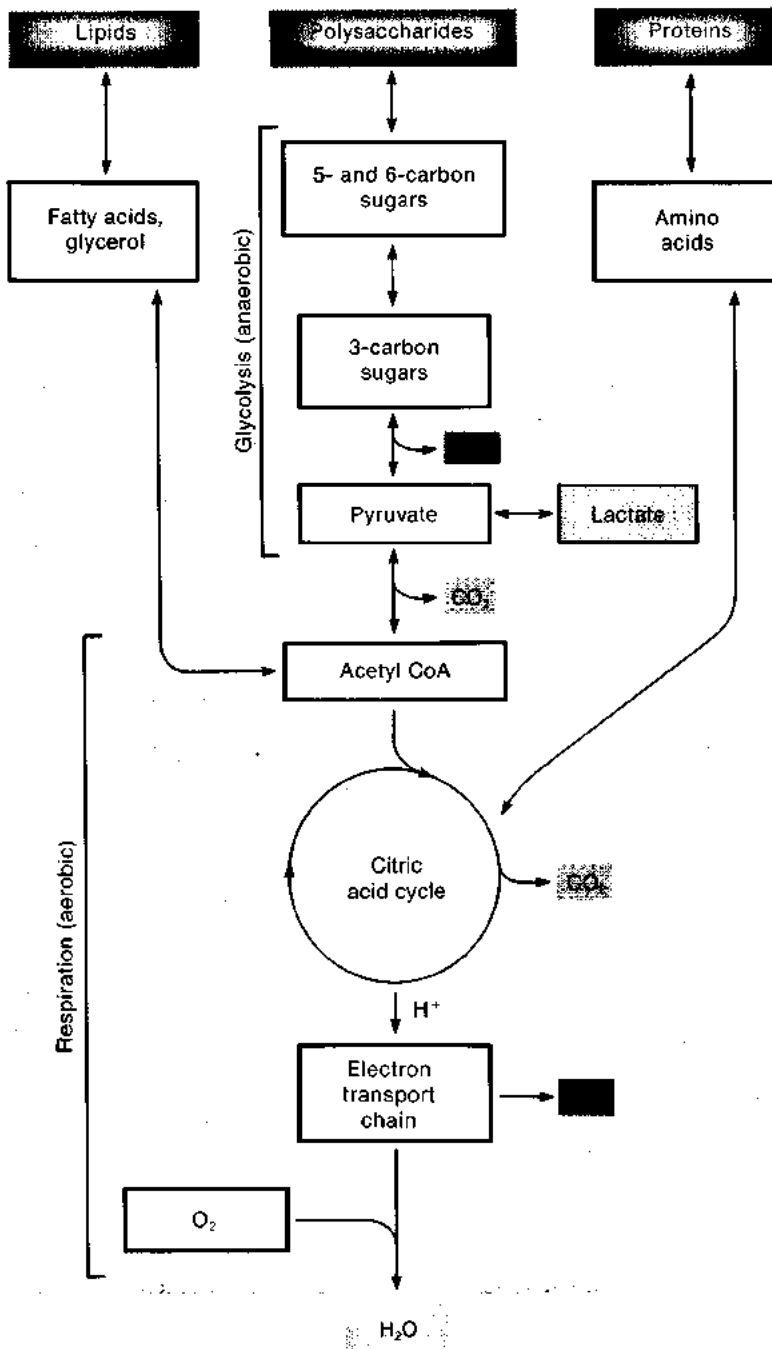 Lipids
Polysaccharides
Proteins
5- and 6-carbon
sugars
Fatty acids,
glycerol
Amino
acids
Glycolysis (anaerobic)
3-carbon
sugars
Pyruvate
Lactate
CO₂
Acetyl CoA
Respiration (aerobic)
Citric
acid cycle
CO₂
H⁺
Electron
transport
chain
O₂
H₂O